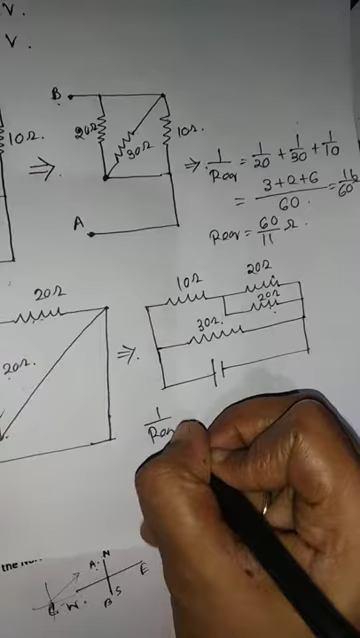 V.
V.
10Ω.
⇒
B
20Ω
30Ω
10Ω.
A
⇒ 1/Req = 1/20 + 1/30 + 1/10
= (3+2+6)/60 = 11/60
Req = 60/11 Ω
20Ω
20Ω.
⇒
10Ω
20Ω
20Ω
30Ω
1/Req
the
A.
N
E
W.
B
S